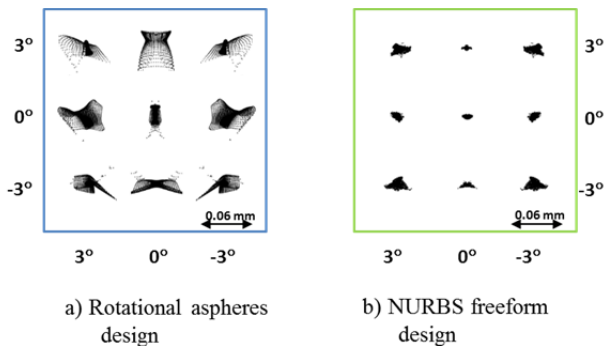 3° 3°
0° 0°
-3° -3°
0.06 mm 0.06 mm
3° 0° -3° 3° 0° -3°
a) Rotational aspheres
design
b) NURBS freeform
design